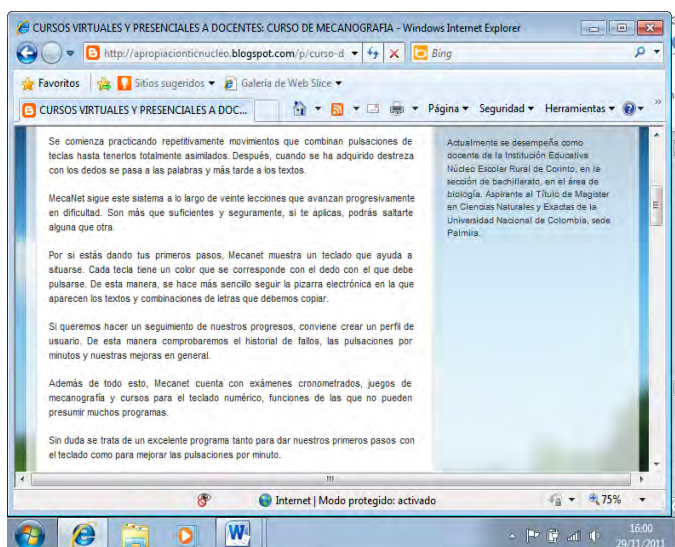 CURSOS VIRTUALES Y PRESENCIALES A DOCENTES: CURSO DE MECANOGRAFIA - Windows Internet Explorer
http://apropiacionticnucleo.blogspot.com/p/curso-d
Bing
Favoritos
Sitios sugeridos
Galería de Web Slice
CURSOS VIRTUALES Y PRESENCIALES A DOC...
Página
Seguridad
Herramientas
Se comienza practicando repetitivamente movimientos que combinan pulsaciones de
teclas hasta tenerlos totalmente asimilados. Después, cuando se ha adquirido destreza
con los dedos se pasa a las palabras y más tarde a los textos.
MecaNet sigue este sistema a lo largo de veinte lecciones que avanzan progresivamente
en dificultad. Son más que suficientes y seguramente, si te aplicas, podrás saltarte
alguna que otra.
Por si estás dando tus primeros pasos, Mecanet muestra un teclado que ayuda a
situarse. Cada tecla tiene un color que se corresponde con el dedo con el que debe
pulsarse. De esta manera, se hace más sencillo seguir la pizarra electrónica en la que
aparecen los textos y combinaciones de letras que debemos copiar.
Si queremos hacer un seguimiento de nuestros progresos, conviene crear un perfil de
usuario. De esta manera comprobaremos el historial de fallos, las pulsaciones por
minutos y nuestras mejoras en general.
Además de todo esto, Mecanet cuenta con exámenes cronometrados, juegos de
mecanografía y cursos para el teclado numérico, funciones de las que no pueden
presumir muchos programas.
Sin duda se trata de un excelente programa tanto para dar nuestros primeros pasos con
el teclado como para mejorar las pulsaciones por minuto.
Actualmente se desempeña como
docente de la Institución Educativa
Núcleo Escolar Rural de Corinto, en la
sección de bachillerato, en el área de
biología. Aspirante al Título de Magister
en Ciencias Naturales y Exactas de la
Universidad Nacional de Colombia, sede
Palmira.
Internet | Modo protegido: activado
75%
16:00
29/11/2011